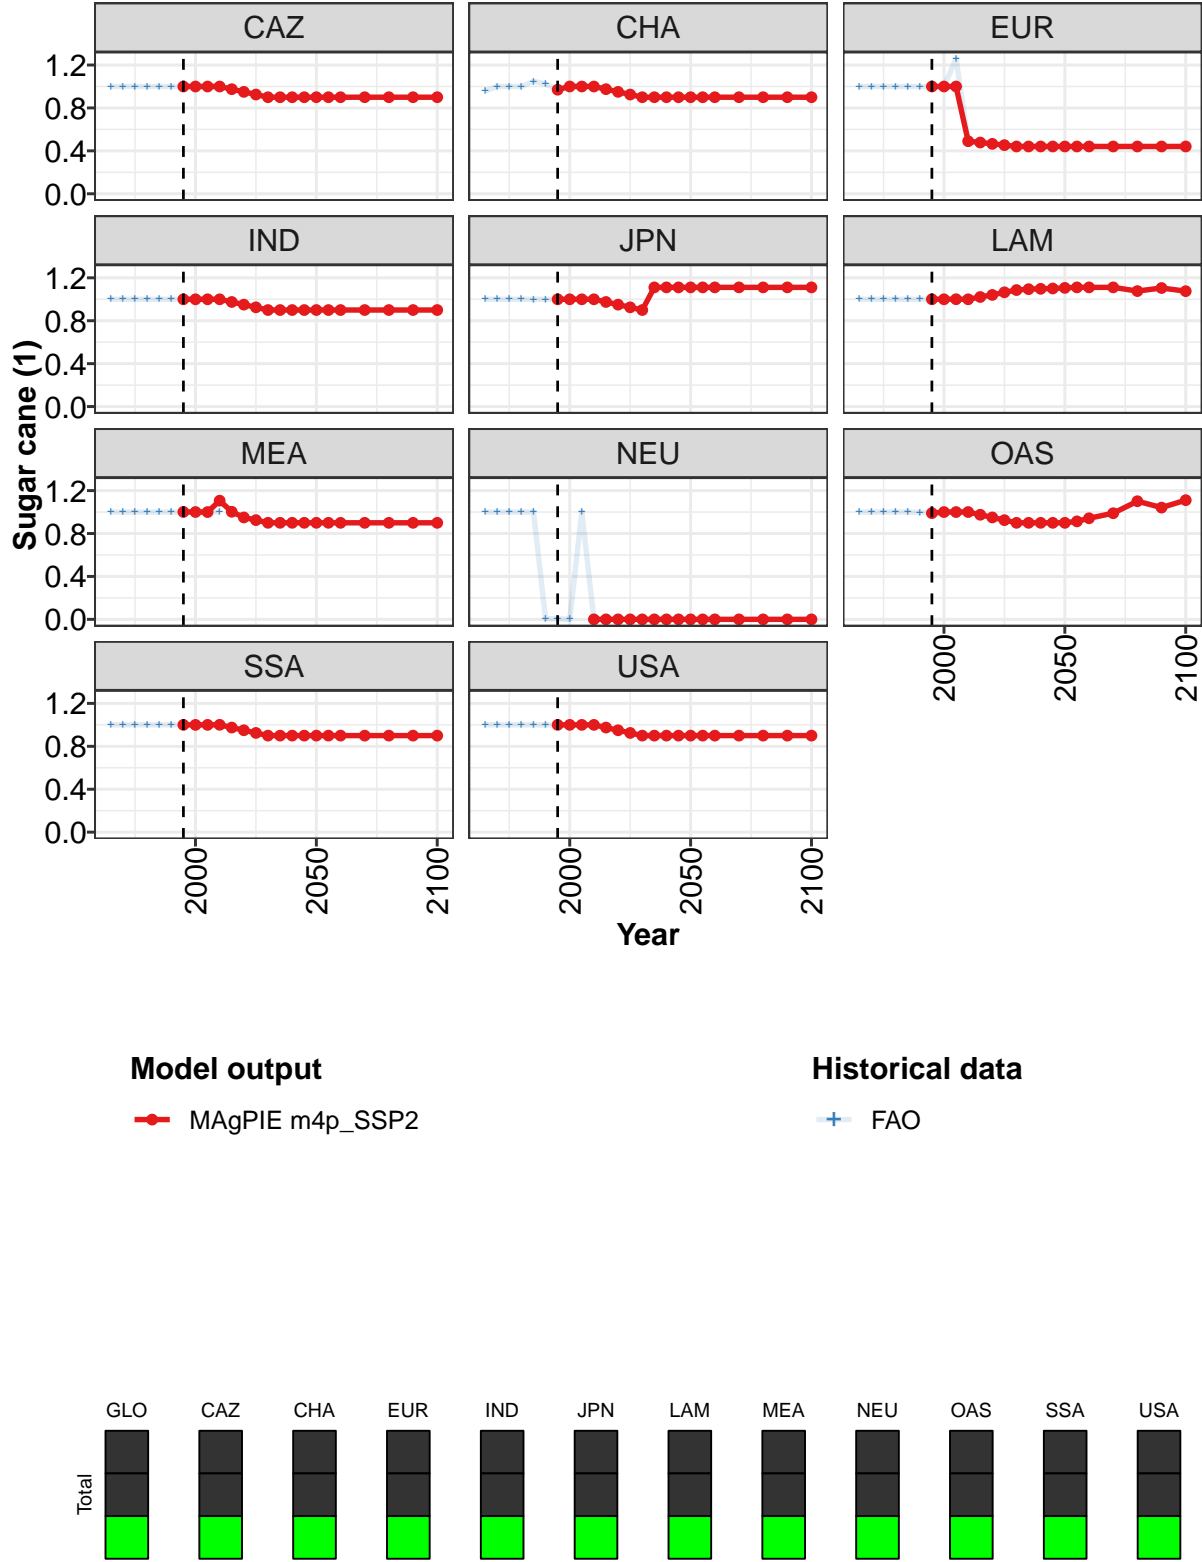 CAZ CHA EUR
1.2
0.8
0.4
0.0
IND JPN LAM
1.2
0.8
0.4
0.0
Sugar cane (1)
MEA NEU OAS
1.2
0.8
0.4
0.0
SSA USA
2000 2050 2100
1.2
0.8
0.4
0.0
2000 2050 2100 2000 2050 2100
Year
Model output Historical data
MAgPIE m4p_SSP2 FAO
GLO CAZ CHA EUR IND JPN LAM MEA NEU OAS SSA USA
Total